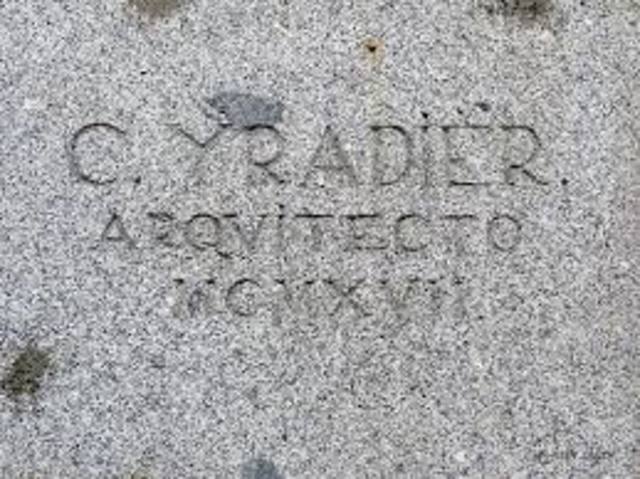 C. YRADIER.
ARQVITECTO
MCMXVII